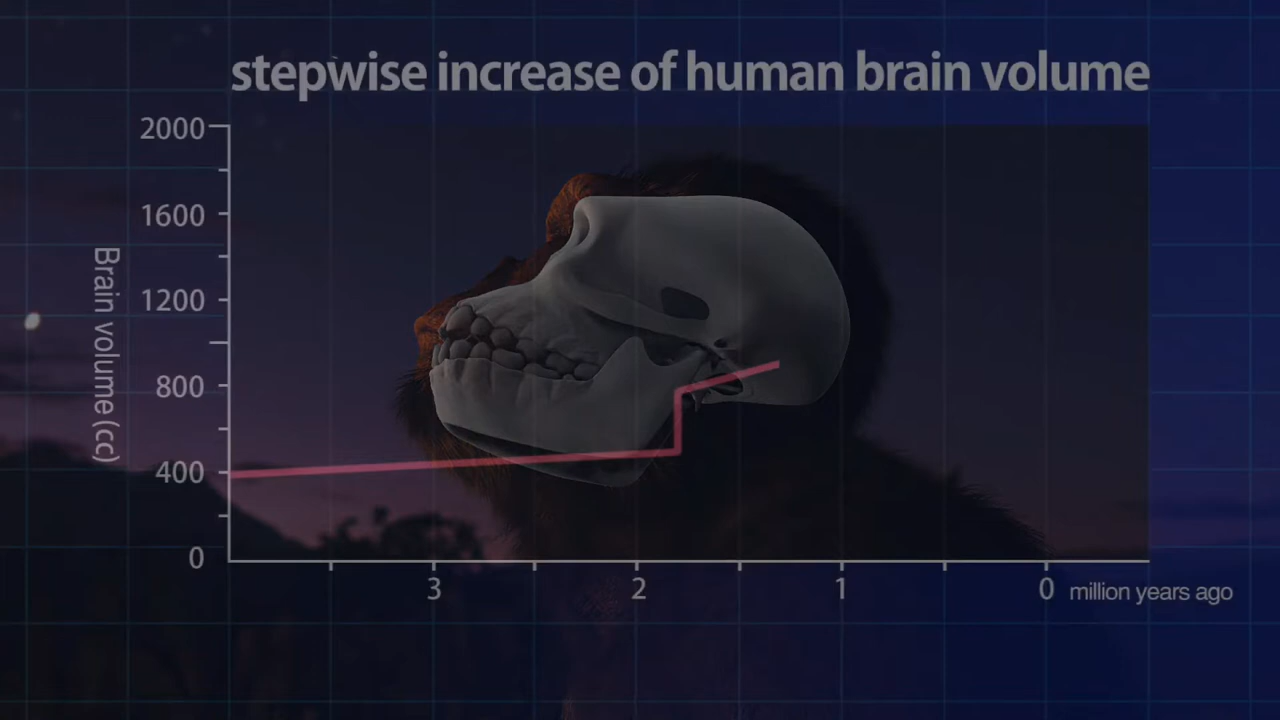 stepwise increase of human brain volume
2000
1600
1200
800
400
0
Brain volume (cc)
3 2 1 0 million years ago